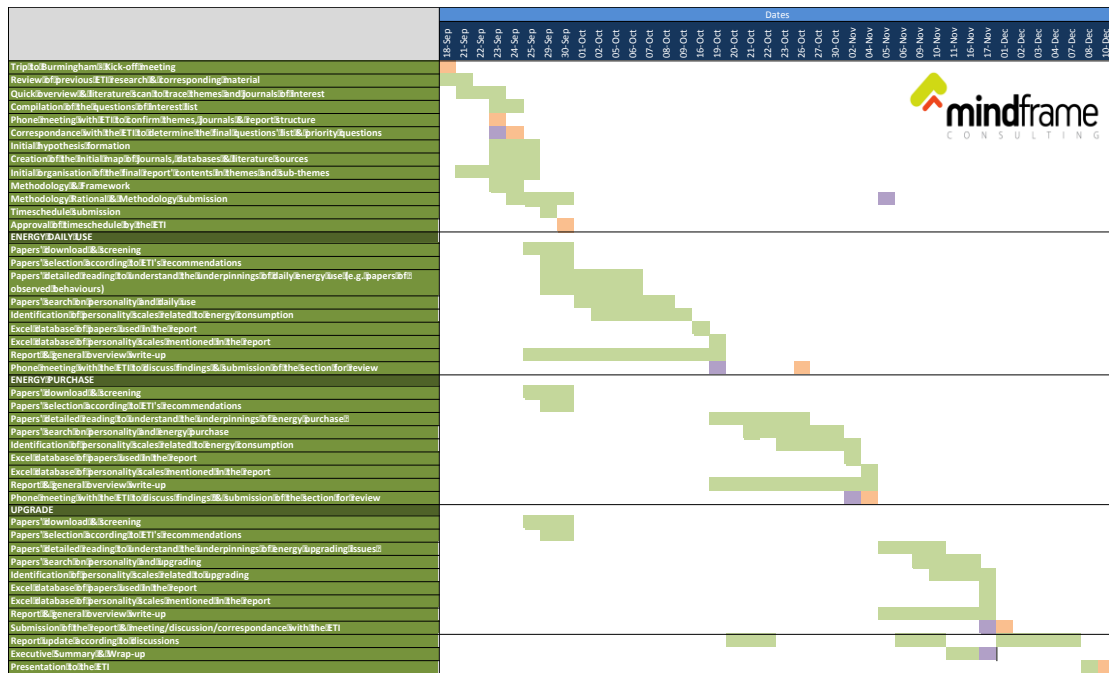 Dates
18-Sep
21-Sep
22-Sep
23-Sep
24-Sep
25-Sep
29-Sep
30-Sep
01-Oct
02-Oct
05-Oct
06-Oct
07-Oct
08-Oct
09-Oct
16-Oct
19-Oct
20-Oct
21-Oct
22-Oct
23-Oct
26-Oct
27-Oct
30-Oct
02-Nov
04-Nov
05-Nov
06-Nov
09-Nov
10-Nov
11-Nov
16-Nov
17-Nov
01-Dec
02-Dec
03-Dec
04-Dec
07-Dec
08-Dec
10-Dec
mindframe
CONSULTING
Trip to Burmingham - Kick-off meeting
Review of previous ETI research & corresponding material
Quick overview & literature scan to trace themes and journals of interest
Compilation of the questions of interest list
Phone meeting with ETI to confirm themes, journals & report structure
Correspondance with the ETI to determine the final questions' list & priority questions
Initial hypothesis formation
Creation of the initial map of journals, databases & literature sources
Initial organisation of the final report' contents in themes and sub-themes
Methodology & Framework
Methodology Rational & Methodology submission
Timeschedule submission
Approval of timeschedule by the ETI
ENERGY DAILY USE
Papers' download & screening
Papers' selection according to ETI's recommendations
Papers' detailed reading to understand the underpinnings of daily energy use (e.g. papers of
observed behaviours)
Papers' search on personality and daily use
Identification of personality scales related to energy consumption
Excel database of papers used in the report
Excel database of personality scales mentioned in the report
Report & general overview write-up
Phone meeting with the ETI to discuss findings & submission of the section for review
ENERGY PURCHASE
Papers' download & screening
Papers' selection according to ETI's recommendations
Papers' detailed reading to understand the underpinnings of energy purchase
Papers' search on personality and energy purchase
Identification of personality scales related to energy consumption
Excel database of papers used in the report
Excel database of personality scales mentioned in the report
Report & general overview write-up
Phone meeting with the ETI to discuss findings & submission of the section for review
UPGRADE
Papers' download & screening
Papers' selection according to ETI's recommendations
Papers' detailed reading to understand the underpinnings of energy upgrading issues
Papers' search on personality and upgrading
Identification of personality scales related to upgrading
Excel database of papers used in the report
Excel database of personality scales mentioned in the report
Report & general overview write-up
Submission of the report & meeting/discussion/correspondance with the ETI
Report update according to discussions
Executive Summary & Wrap-up
Presentation to the ETI